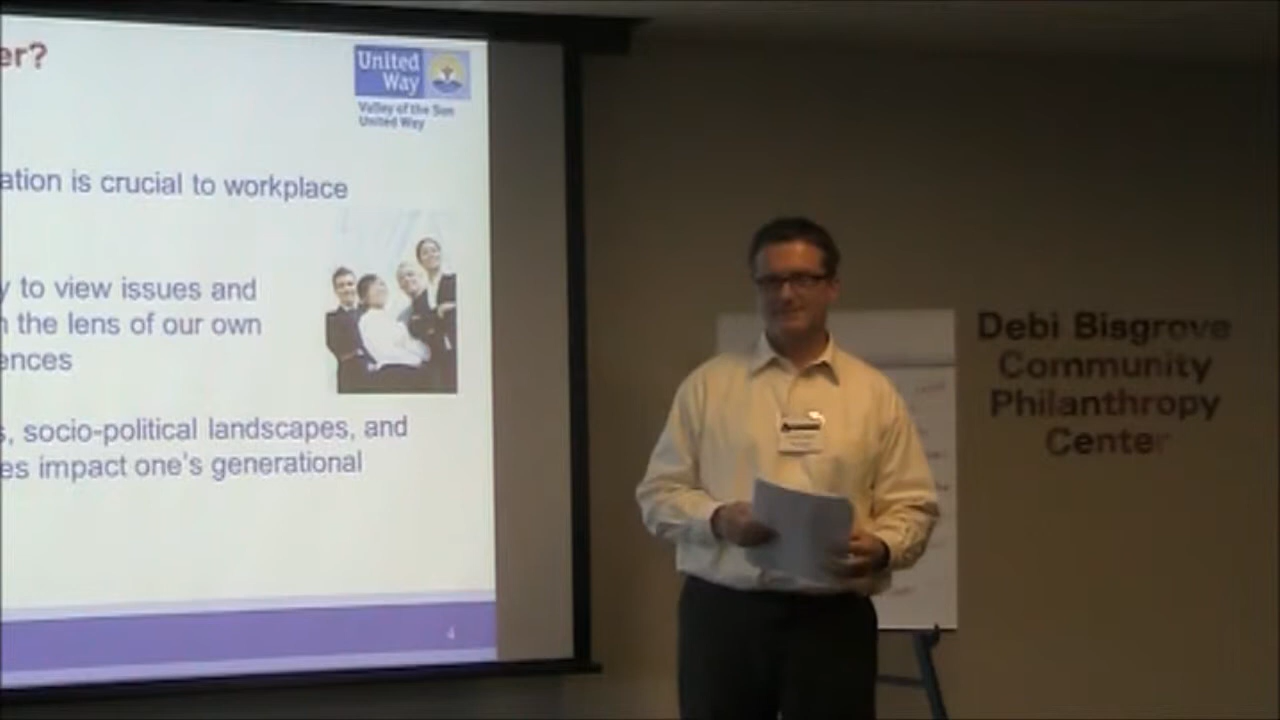 er?
United
Way
Valley of the Sun
United Way
ation is crucial to workplace
y to view issues and
n the lens of our own
ences
s, socio-political landscapes, and
es impact one's generational
4
Debi Bisgrove
Community
Philanthropy
Center